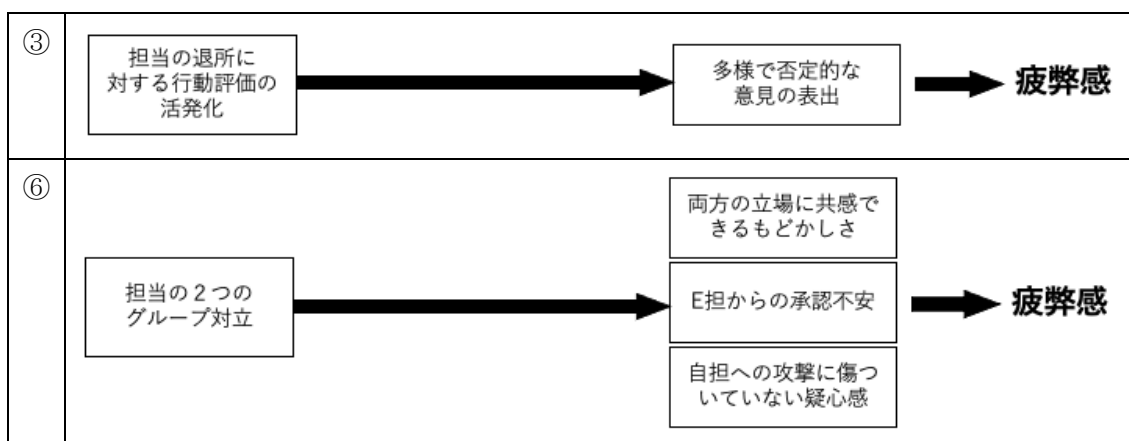 ③
担当の退所に
対する行動評価の
活発化
多様で否定的な
意見の表出
疲弊感
⑥
担当の２つの
グループ対立
両方の立場に共感で
きるもどかしさ
E担からの承認不安
自担への攻撃に傷つ
いていない疑心感
疲弊感